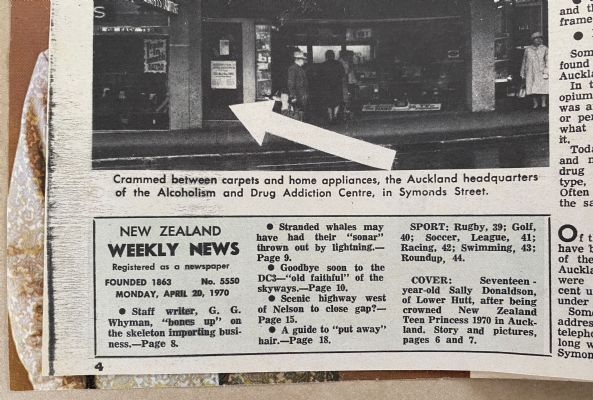 S
Crammed between carpets and home appliances, the Auckland headquarters
of the Alcoholism and Drug Addiction Centre, in Symonds Street.
NEW ZEALAND
WEEKLY NEWS
Registered as a newspaper
FOUNDED 1863 No. 5550
MONDAY, APRIL 20, 1970
● Staff writer, G. G.
Whyman, "bones up" on
the skeleton importing busi-
ness.—Page 8.
● Stranded whales may
have had their "sonar"
thrown out by lightning.—
Page 9.
● Goodbye soon to the
DC3—"old faithful" of the
skyways.—Page 10.
● Scenic highway west
of Nelson to close gap?—
Page 15.
● A guide to "put away"
hair.—Page 18.
SPORT: Rugby, 39; Golf,
40; Soccer, League, 41;
Racing, 42; Swimming, 43;
Roundup, 44.
COVER: Seventeen-
year-old Sally Donaldson,
of Lower Hutt, after being
crowned New Zealand
Teen Princess 1970 in Auck-
land. Story and pictures,
pages 6 and 7.
4
and th
frame
●
Som
found
Auckla
In t
opium
was a
or per
what
it.
Toda
and n
drug
type,
Often
the sa
Of t
have b
of the
Auckla
were
cent u
under
Some
addres
telepho
long w
Symon